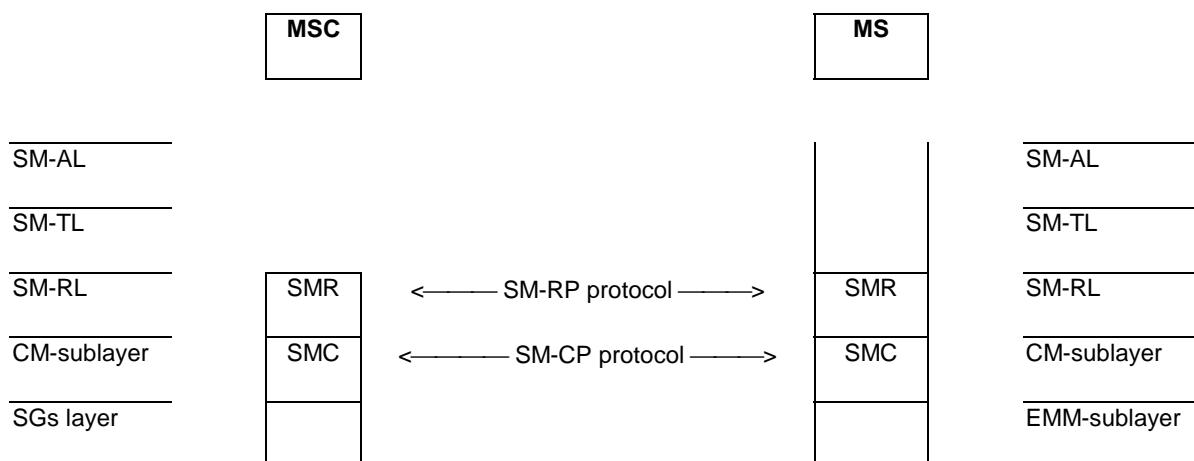 MSC MS
SM-AL SM-AL
SM-TL SM-TL
SM-RL SMR <——— SM-RP protocol ———> SMR SM-RL
CM-sublayer SMC <———— SM-CP protocol ———> SMC CM-sublayer
SGs layer EMM-sublayer